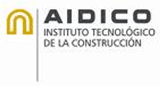 AIDICO
INSTITUTO TECNOLÓGICO
DE LA CONSTRUCCIÓN